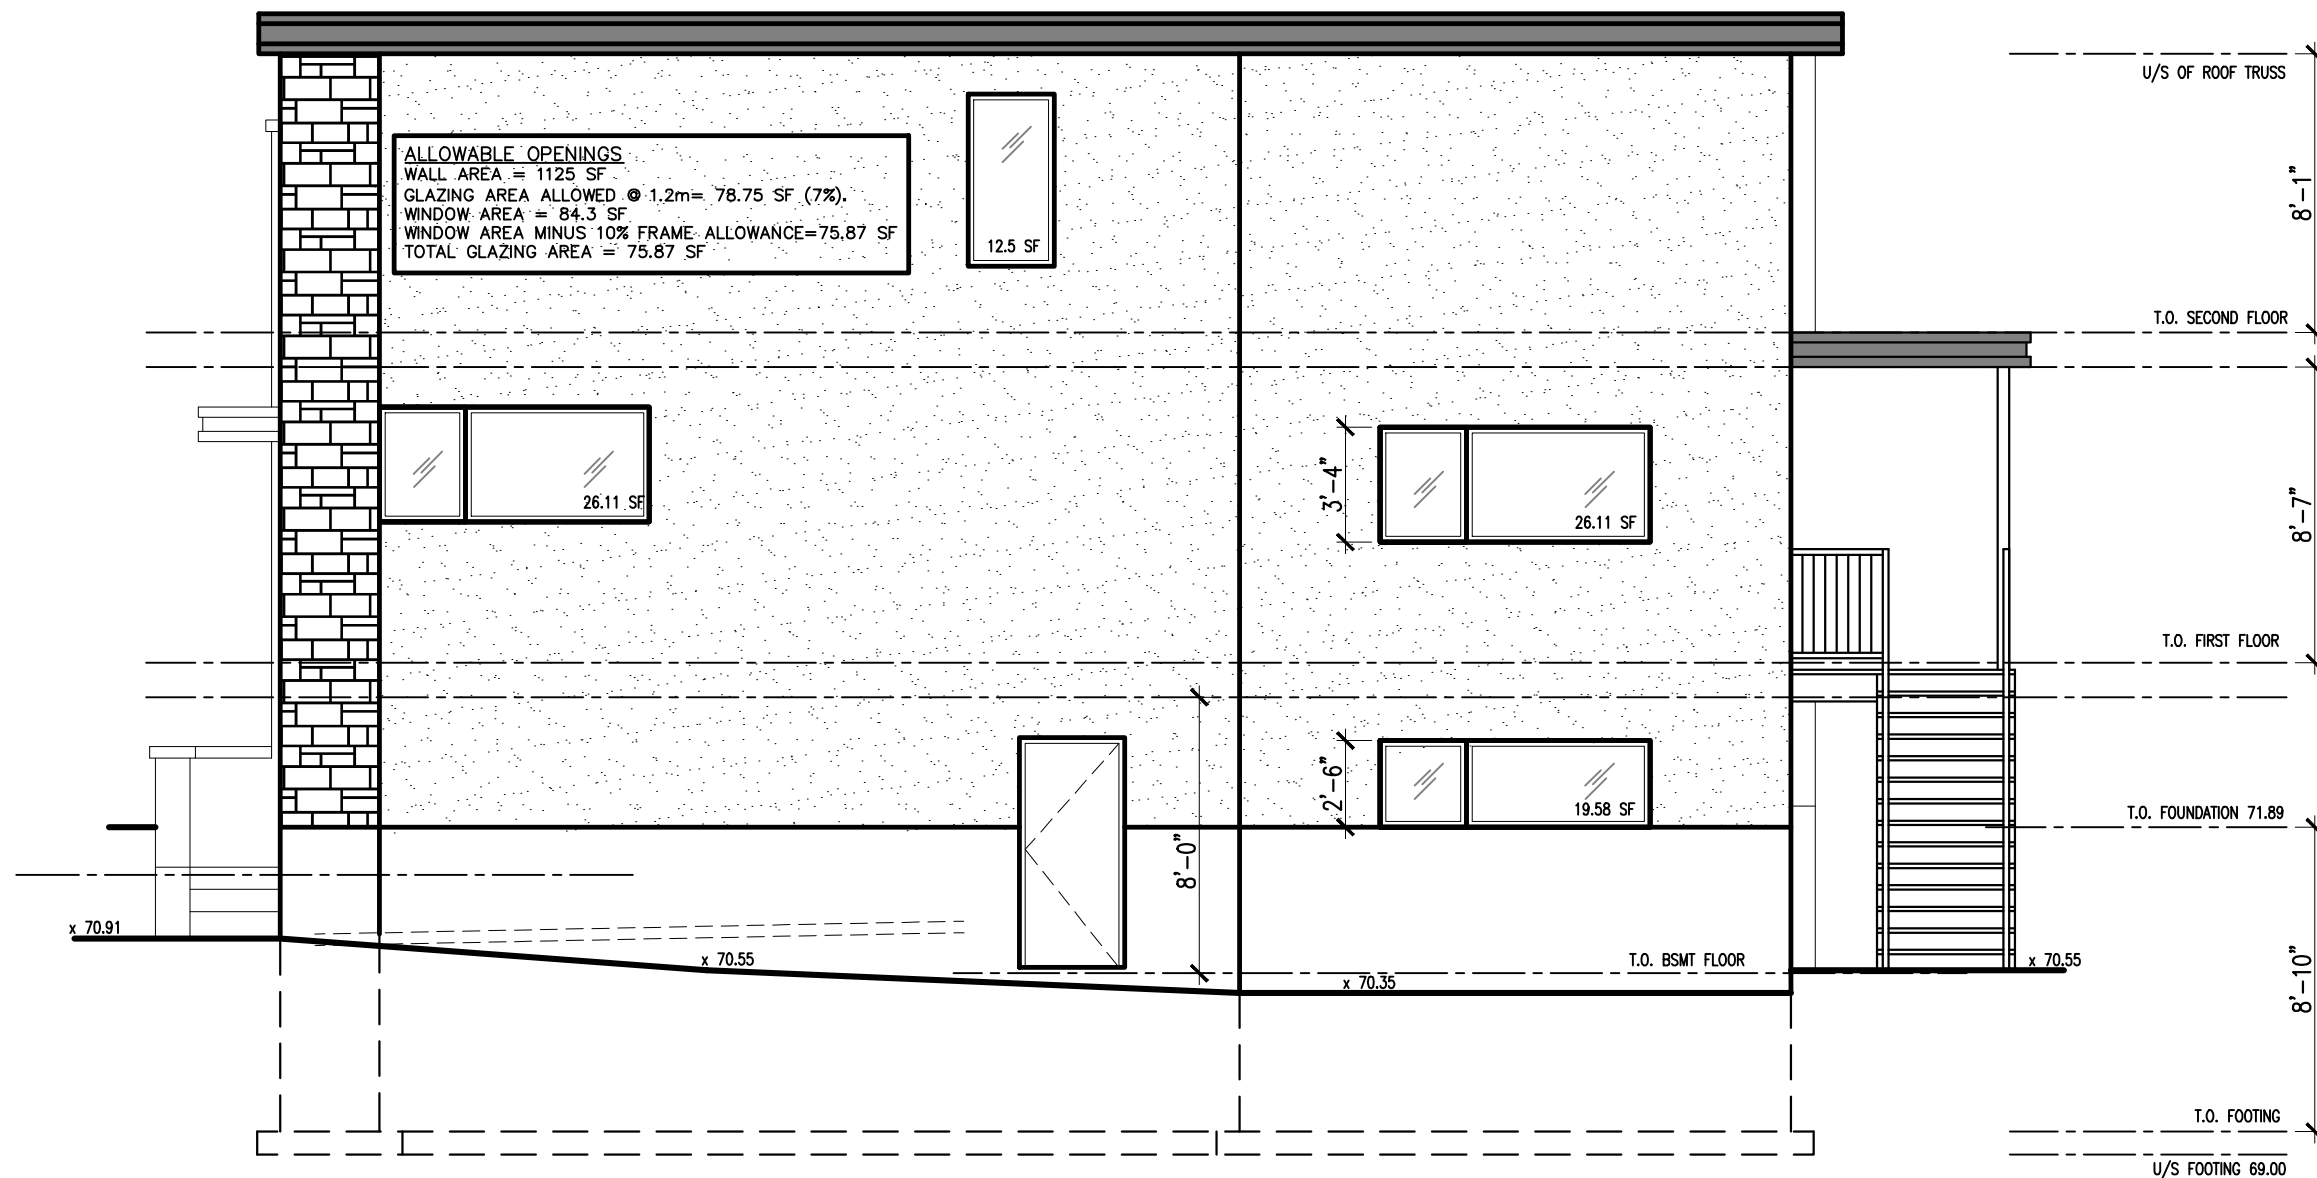 U/S OF ROOF TRUSS
ALLOWABLE OPENINGS
WALL AREA = 1125 SF
GLAZING AREA ALLOWED @ 1.2m= 78.75 SF (7%).
WINDOW AREA = 84.3 SF
WINDOW AREA MINUS 10% FRAME ALLOWANCE=75.87 SF
TOTAL GLAZING AREA = 75.87 SF
12.5 SF
8'-1"
T.O. SECOND FLOOR
26.11 SF
3'-4"
26.11 SF
8'-7"
T.O. FIRST FLOOR
2'-6"
19.58 SF
T.O. FOUNDATION 71.89
8'-0"
x 70.91
x 70.55
T.O. BSMT FLOOR
x 70.55
x 70.35
8'-10"
T.O. FOOTING
U/S FOOTING 69.00